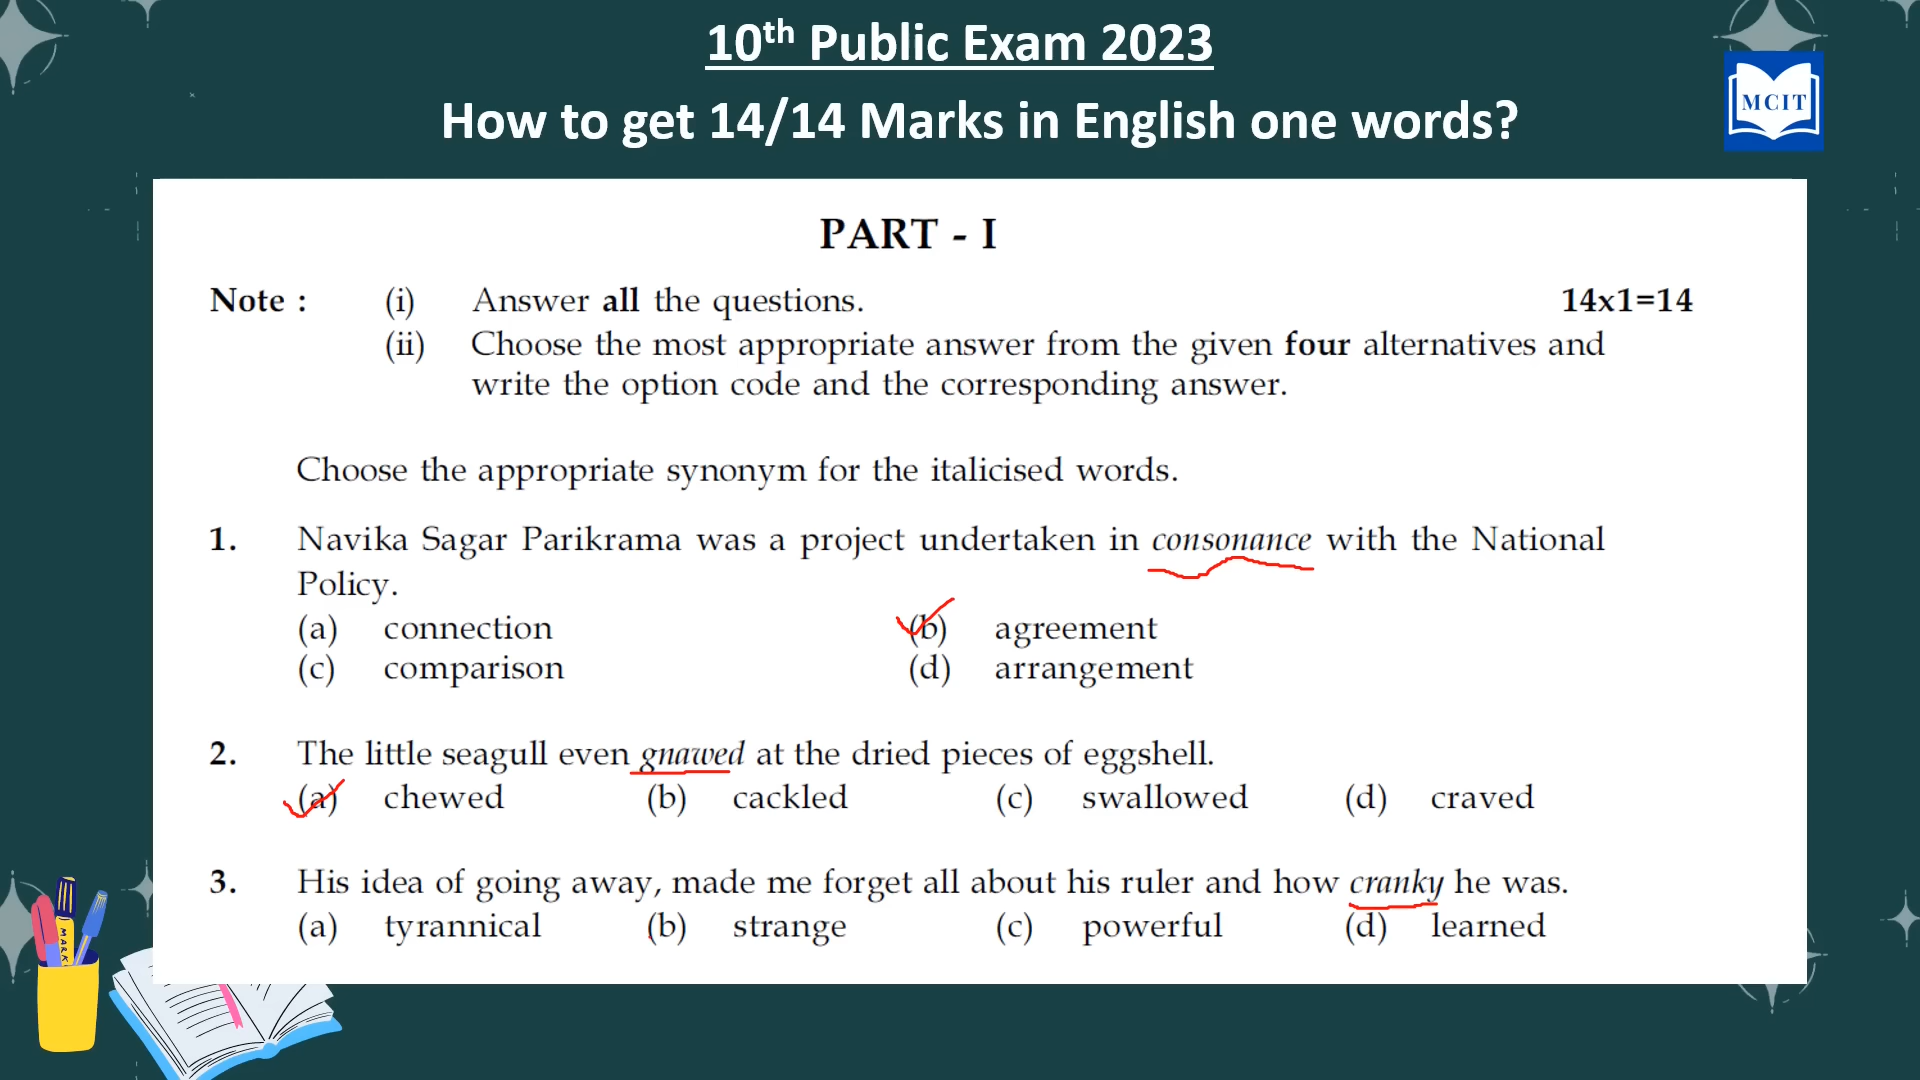 10th Public Exam 2023
How to get 14/14 Marks in English one words?
MCIT
PART - I
Note : (i) Answer all the questions. 14x1=14
(ii) Choose the most appropriate answer from the given four alternatives and
write the option code and the corresponding answer.
Choose the appropriate synonym for the italicised words.
1. Navika Sagar Parikrama was a project undertaken in consonance with the National
Policy.
(a) connection (b) agreement
(c) comparison (d) arrangement
2. The little seagull even gnawed at the dried pieces of eggshell.
(a) chewed (b) cackled (c) swallowed (d) craved
3. His idea of going away, made me forget all about his ruler and how cranky he was.
(a) tyrannical (b) strange (c) powerful (d) learned